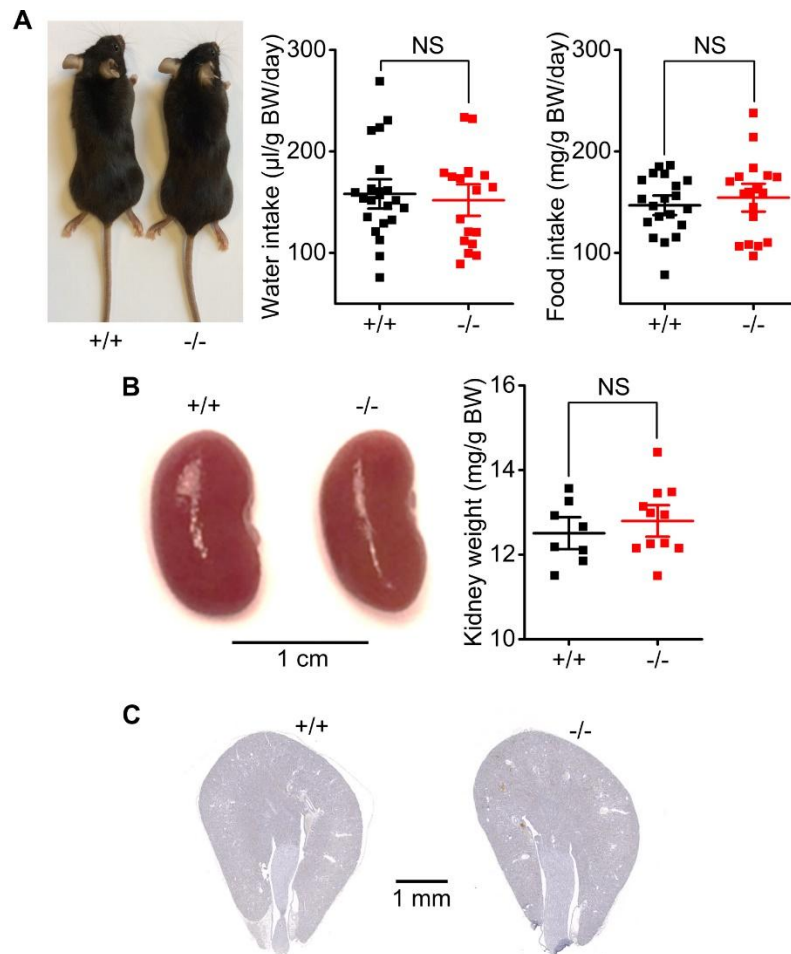 A
+/+ -/-
Water intake (µl/g BW/day)
300
200
100
NS
+/+ -/-
Food intake (mg/g BW/day)
300
200
100
NS
+/+ -/-
B
+/+ -/-
1 cm
Kidney weight (mg/g BW)
16
14
12
10
NS
+/+ -/-
C
+/+ -/-
1 mm